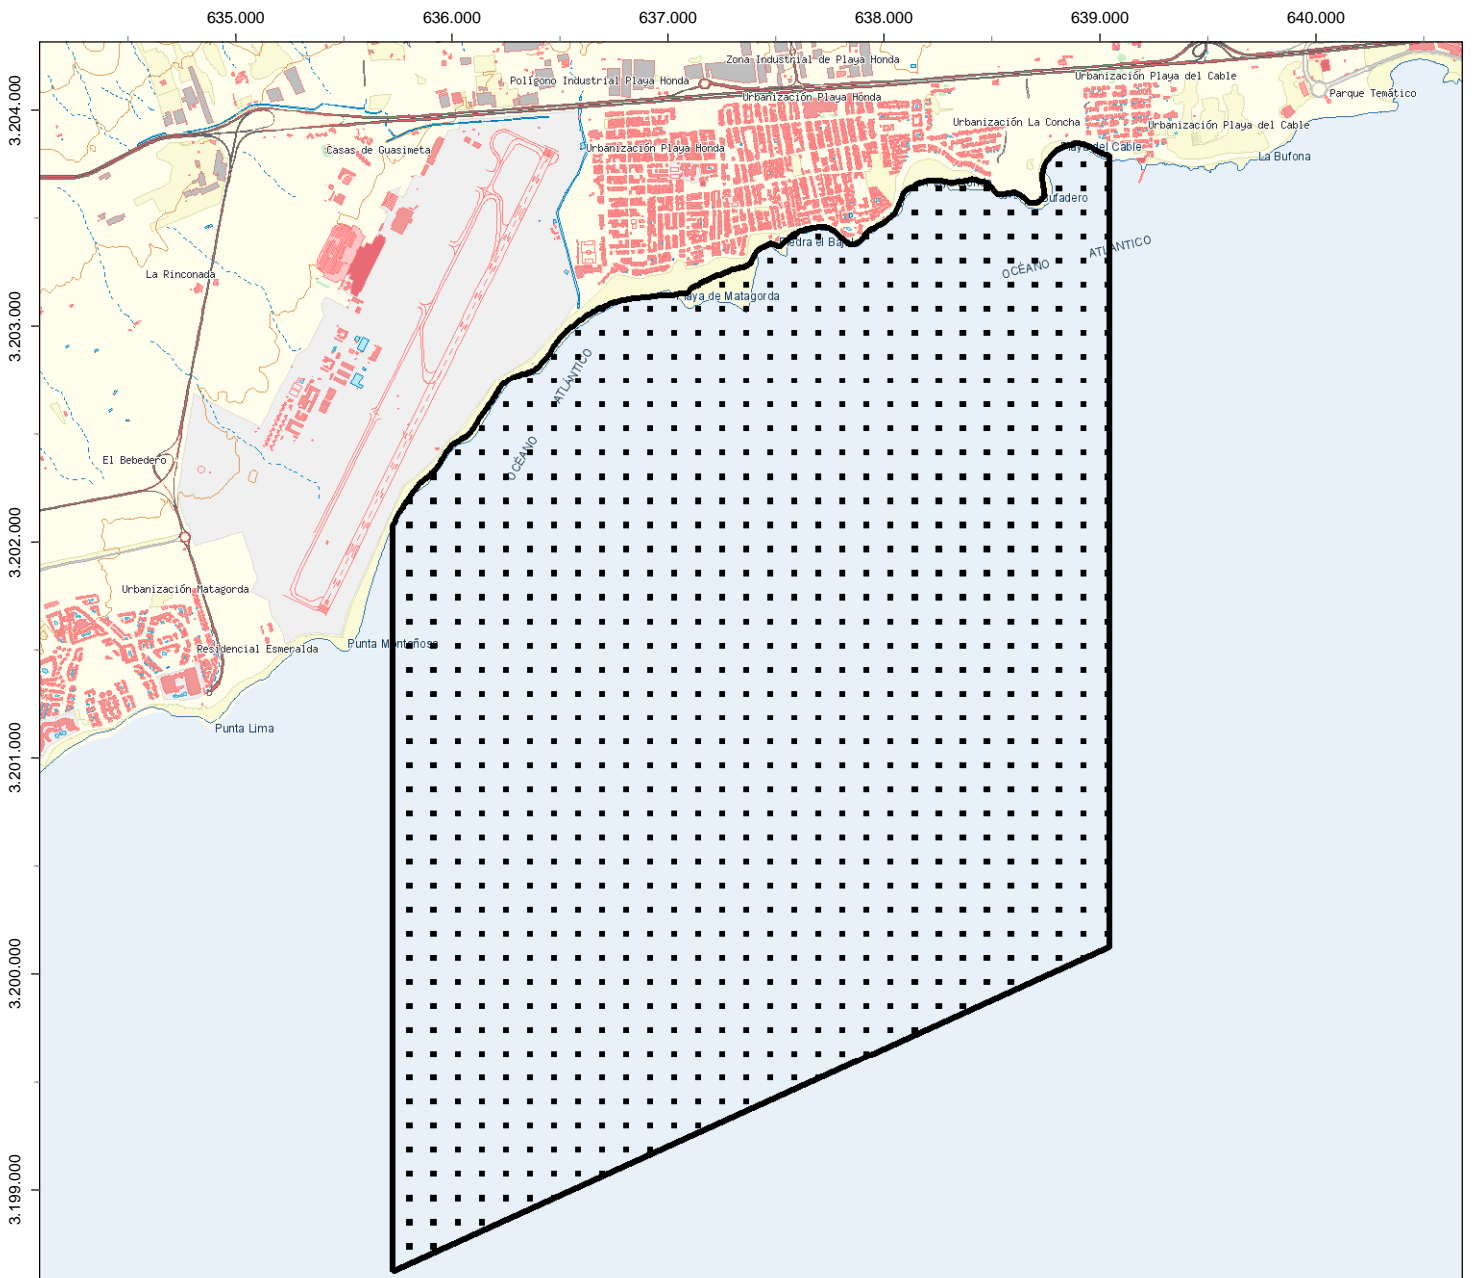 635.000 636.000 637.000 638.000 639.000 640.000
3.204.000
3.203.000
3.202.000
3.201.000
3.200.000
3.199.000
Zona Industrial de Playa Honda
Polígono Industrial Playa Honda
Urbanización Playa del Cable
Parque Temático
Urbanización Playa Honda
Urbanización La Concha
Urbanización Playa del Cable
Casas de Guasimeta
Urbanización Playa Honda
Playa del Cable
La Bufona
OCÉANO
ATLÁNTICO
La Rinconada
Playa de Matagorda
ATLÁNTICO
OCÉANO
El Bebedero
Urbanización Matagorda
Punta Montañosa
Residencial Esmeralda
Punta Lima